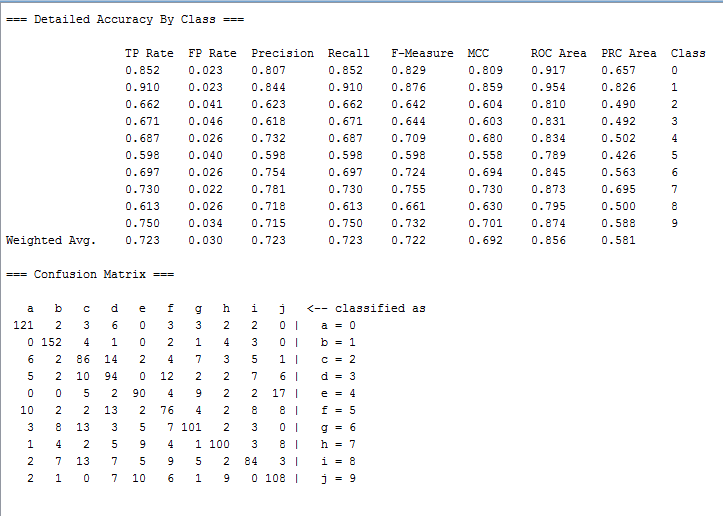 === Detailed Accuracy By Class ===
TP Rate FP Rate Precision Recall F-Measure MCC ROC Area PRC Area Class
0.852 0.023 0.807 0.852 0.829 0.809 0.917 0.657 0
0.910 0.023 0.844 0.910 0.876 0.859 0.954 0.826 1
0.662 0.041 0.623 0.662 0.642 0.604 0.810 0.490 2
0.671 0.046 0.618 0.671 0.644 0.603 0.831 0.492 3
0.687 0.026 0.732 0.687 0.709 0.680 0.834 0.502 4
0.598 0.040 0.598 0.598 0.598 0.558 0.789 0.426 5
0.697 0.026 0.754 0.697 0.724 0.694 0.845 0.563 6
0.730 0.022 0.781 0.730 0.755 0.730 0.873 0.695 7
0.613 0.026 0.718 0.613 0.661 0.630 0.795 0.500 8
0.750 0.034 0.715 0.750 0.732 0.701 0.874 0.588 9
Weighted Avg. 0.723 0.030 0.723 0.723 0.722 0.692 0.856 0.581
=== Confusion Matrix ===
a b c d e f g h i j <-- classified as
121 2 3 6 0 3 3 2 2 0 | a = 0
0 152 4 1 0 2 1 4 3 0 | b = 1
6 2 86 14 2 4 7 3 5 1 | c = 2
5 2 10 94 0 12 2 2 7 6 | d = 3
0 0 5 2 90 4 9 2 2 17 | e = 4
10 2 2 13 2 76 4 2 8 8 | f = 5
3 8 13 3 5 7 101 2 3 0 | g = 6
1 4 2 5 9 4 1 100 3 8 | h = 7
2 7 13 7 5 9 5 2 84 3 | i = 8
2 1 0 7 10 6 1 9 0 108 | j = 9